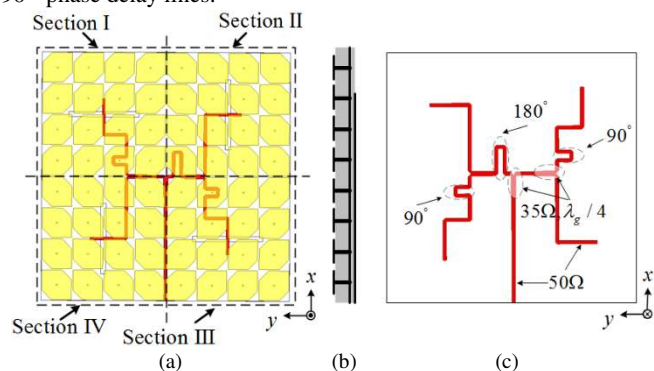 90° phase delay lines.
Section I
Section II
180°
90°
90°
35Ω, λg / 4
50Ω
x
y
x
y
Section IV
Section III
(a)
(b)
(c)